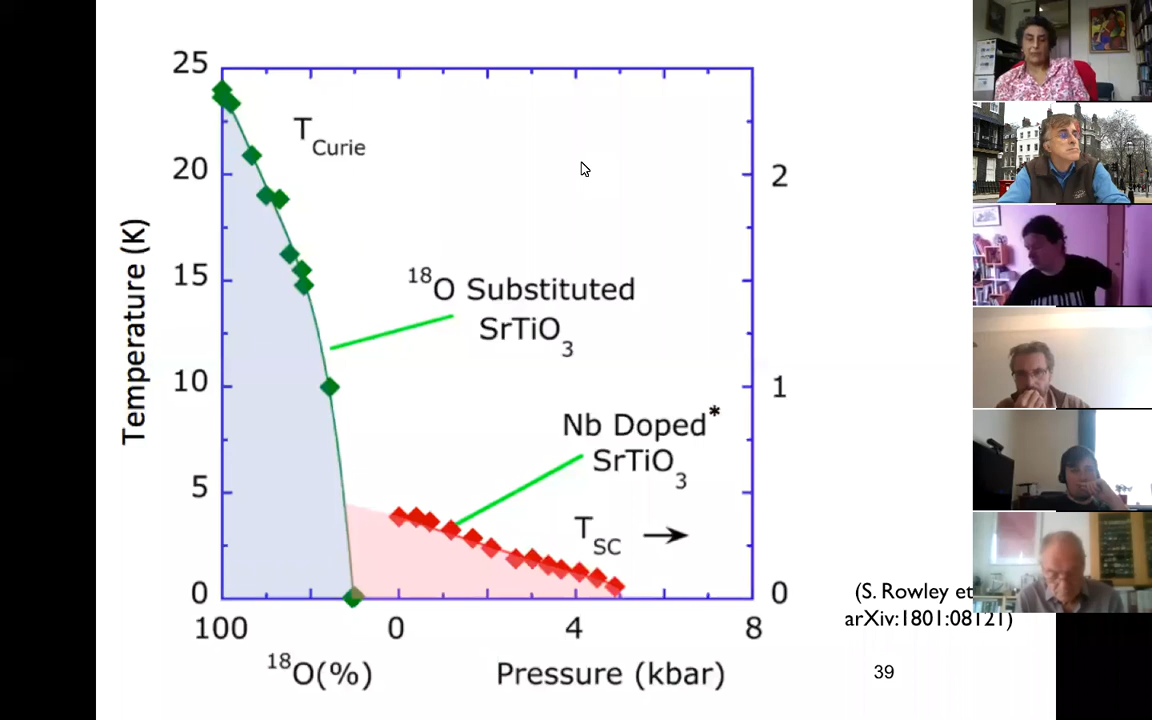 25
20
15
10
5
0
Temperature (K)
T Curie
18O Substituted
SrTiO3
Nb Doped*
SrTiO3
TSC
2
1
0
100
0
4
8
18O(%)
Pressure (kbar)
(S. Rowley et
arXiv:1801:08121)
39